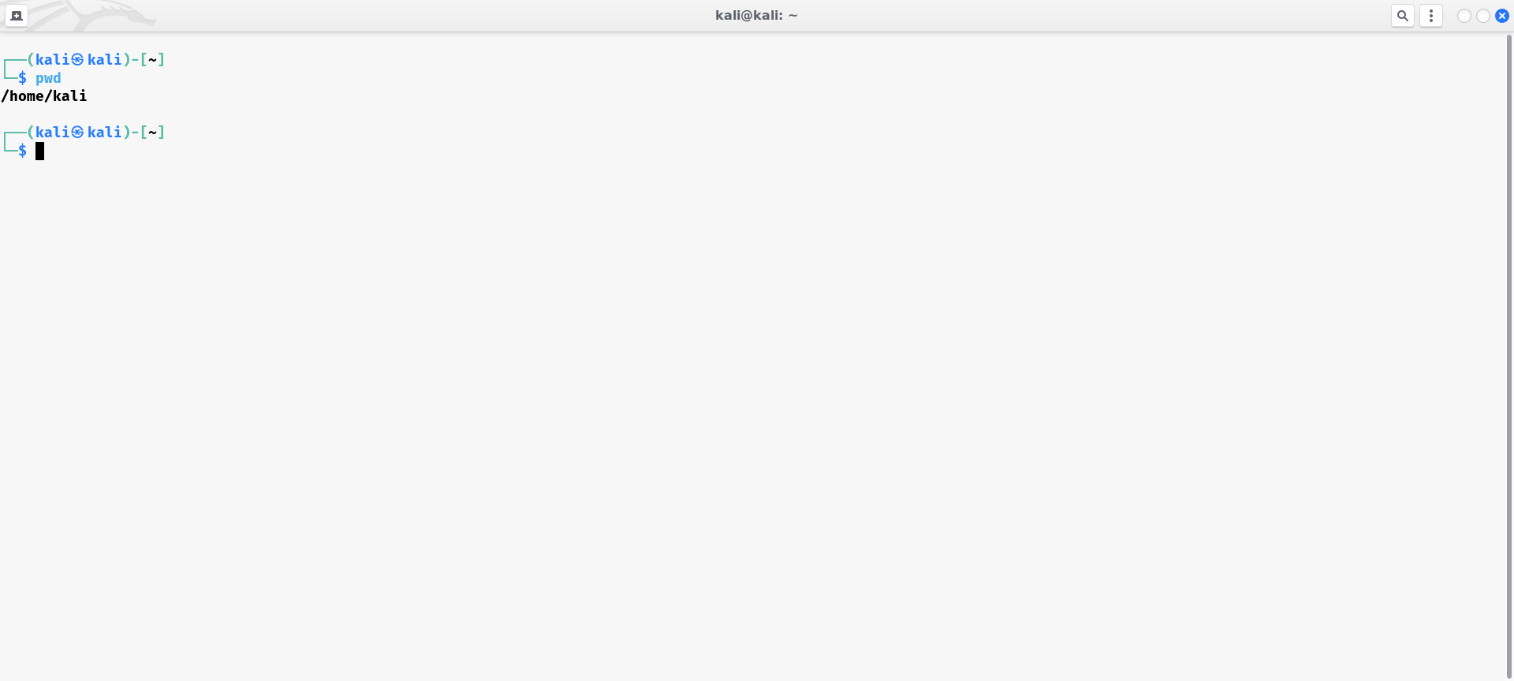 kali@kali: ~
┌──(kali㉿kali)-[~]
└─$ pwd
/home/kali
┌──(kali㉿kali)-[~]
└─$